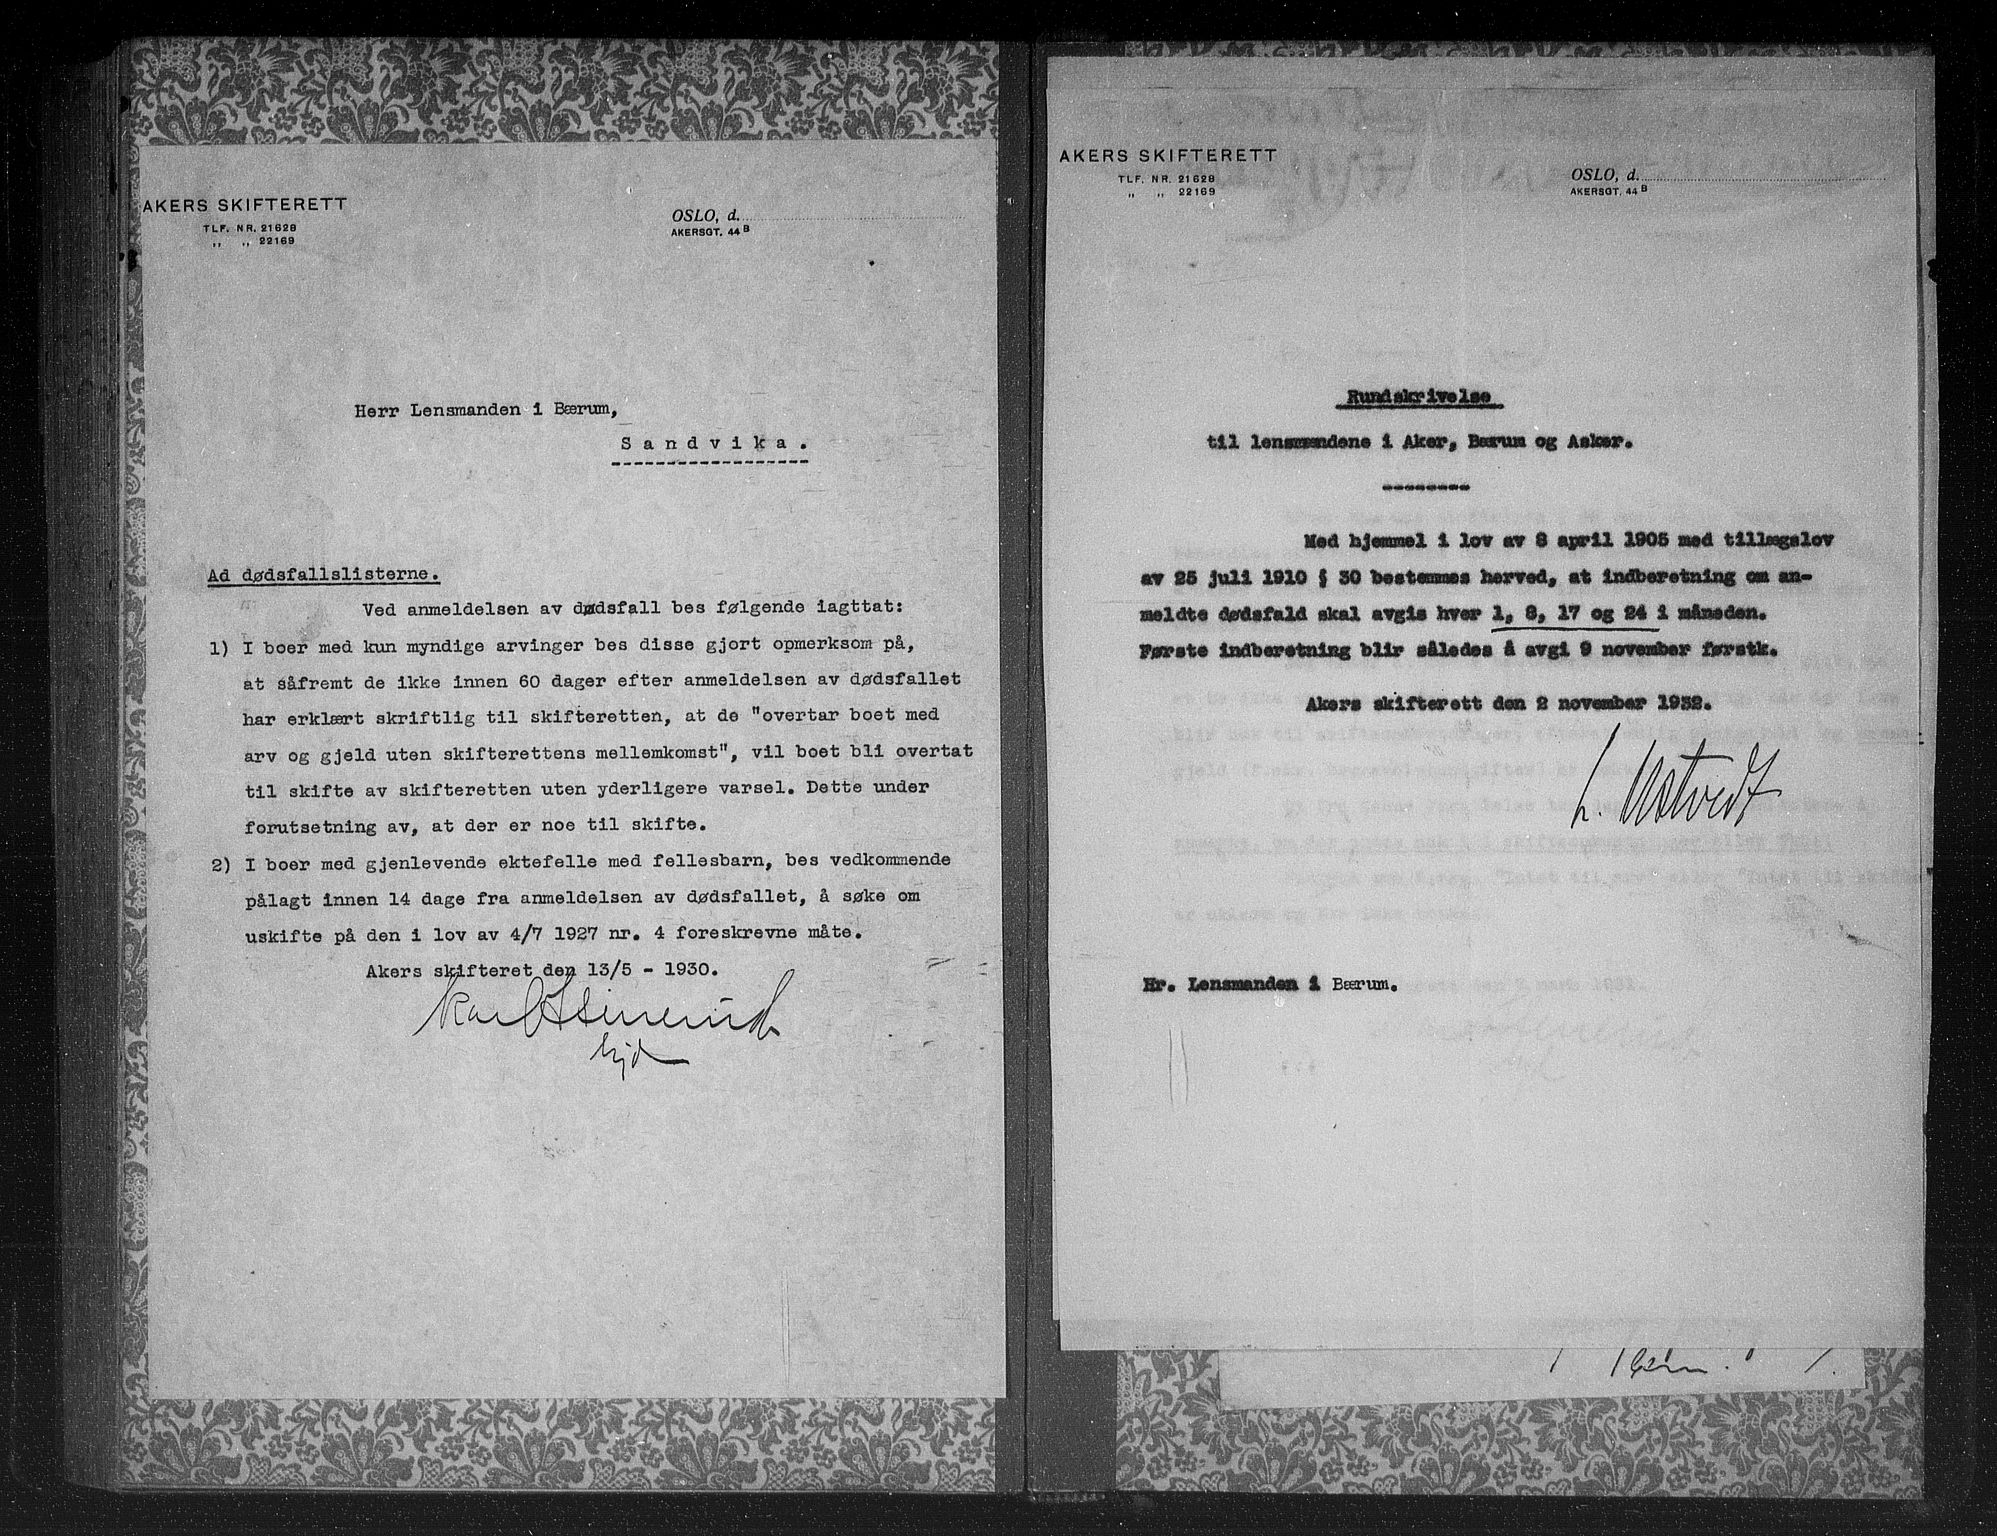 AKERS SKIFTERETT
TLF. NR. 21628
„ „ 22169
OSLO, d.
AKERSGT. 44 B
Herr Lensmanden i Bærum,
Sandvika.
Ad dødsfallslisterne.
Ved anmeldelsen av dødsfall bes følgende iagttat:
1) I boer med kun myndige arvinger bes disse gjort opmerksom på,
at såfremt de ikke innen 60 dager efter anmeldelsen av dødsfallet
har erklært skriftlig til skifteretten, at de "overtar boet med
arv og gjeld uten skifterettens mellemkomst", vil boet bli overtat
til skifte av skifteretten uten yderligere varsel. Dette under
forutsetning av, at der er noe til skifte.
2) I boer med gjenlevende ektefelle med fellesbarn, bes vedkommende
pålagt innen 14 dage fra anmeldelsen av dødsfallet, å søke om
uskifte på den i lov av 4/7 1927 nr. 4 foreskrevne måte.
Akers skifteret den 13/5 - 1930.
AKERS SKIFTERETT
TLF. NR. 21628
„ „ 22169
OSLO, d.
AKERSGT. 44 B
Rundskrivelse
til lensmændene i Aker, Bærum og Asker.
Med hjemmel i lov av 8 april 1905 med tillægslov
av 25 juli 1910 § 30 bestemmes herved, at indberetning om an-
meldte dødsfald skal avgis hver 1, 8, 17 og 24 i måneden.
Første indberetning blir således å avgi 9 november førstk.
Akers skifterett den 2 november 1932.
L. Ustvedt
Hr. Lensmanden i Bærum.